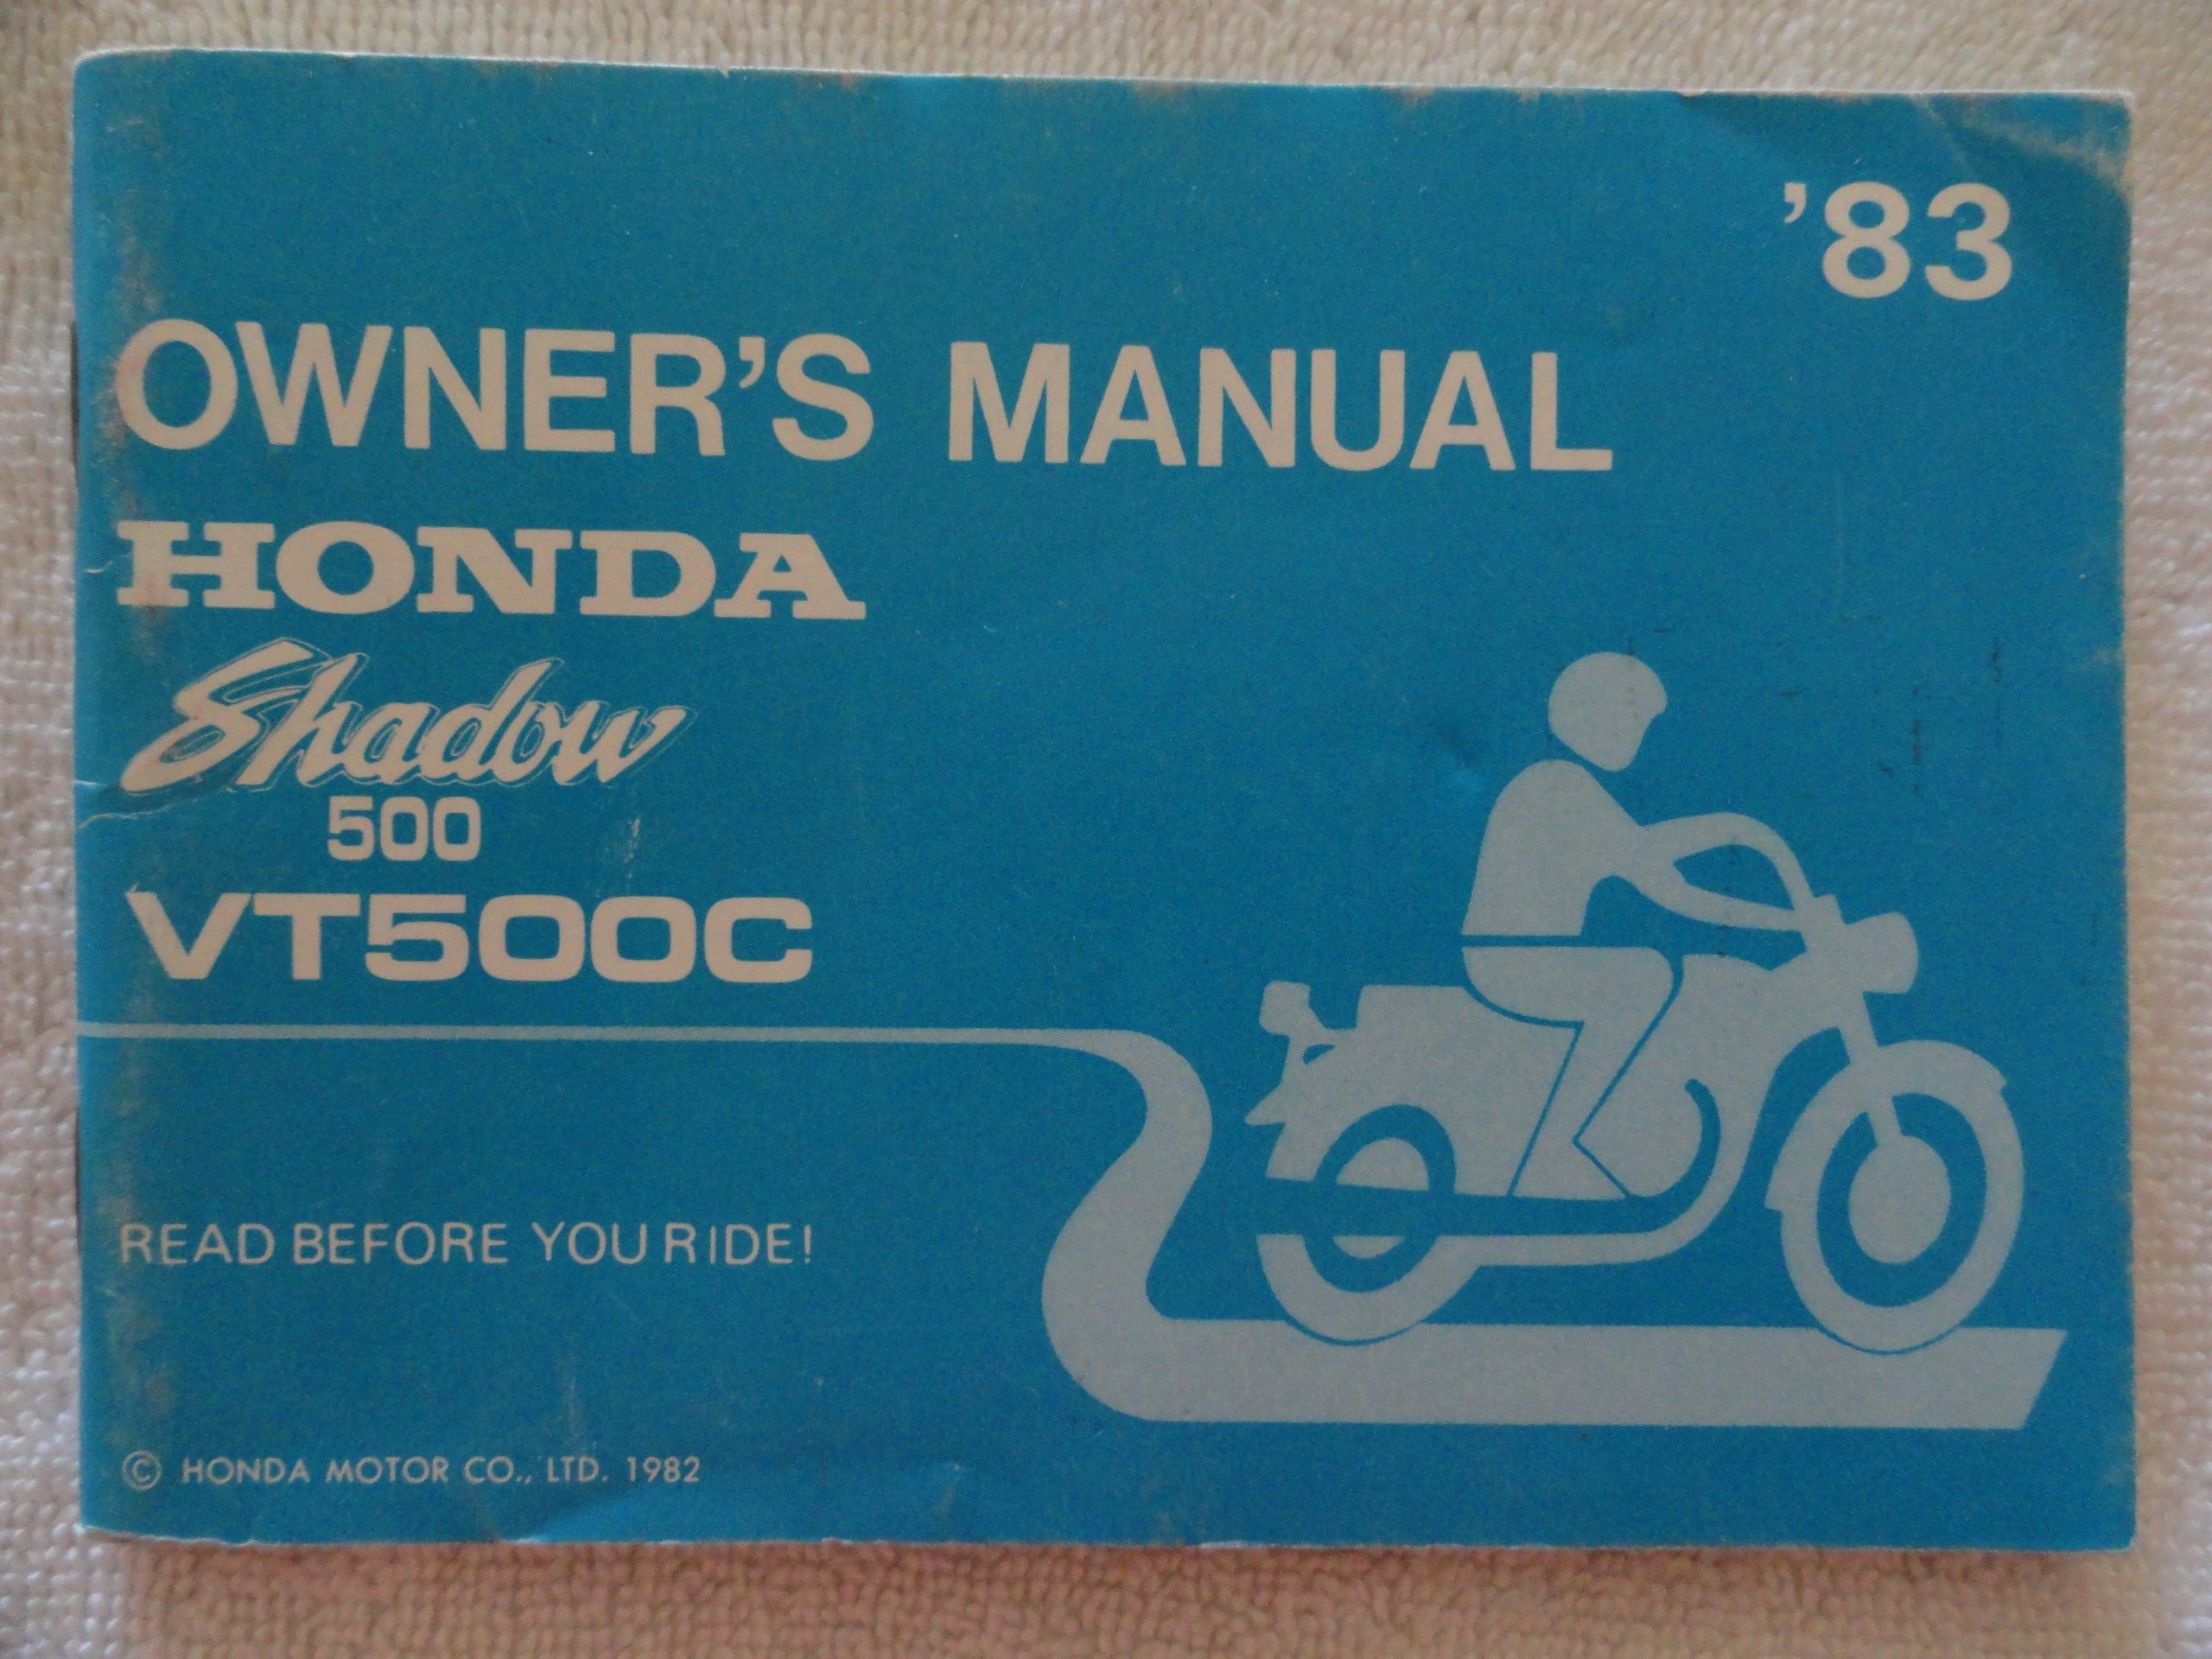 '83
OWNER'S MANUAL
HONDA
Shadow
500
VT500C
READ BEFORE YOU RIDE!
© HONDA MOTOR CO., LTD. 1982